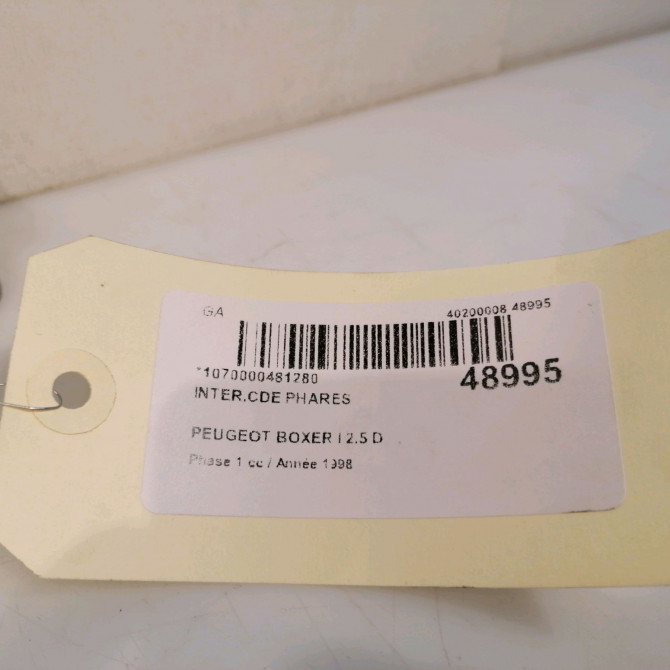 GA 40200008 48995
*1070000481280 48995
INTER.CDE PHARES
PEUGEOT BOXER I 2.5 D
Phase 1 cc / Année 1998